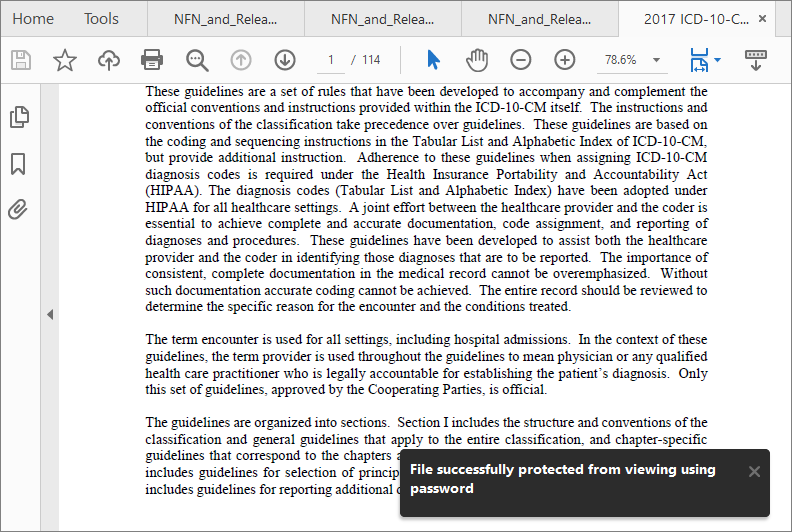 Home Tools NFN_and_Relea... NFN_and_Relea... NFN_and_Relea... 2017 ICD-10-C... ×
1 / 114 78.6%
These guidelines are a set of rules that have been developed to accompany and complement the
official conventions and instructions provided within the ICD-10-CM itself. The instructions and
conventions of the classification take precedence over guidelines. These guidelines are based on
the coding and sequencing instructions in the Tabular List and Alphabetic Index of ICD-10-CM,
but provide additional instruction. Adherence to these guidelines when assigning ICD-10-CM
diagnosis codes is required under the Health Insurance Portability and Accountability Act
(HIPAA). The diagnosis codes (Tabular List and Alphabetic Index) have been adopted under
HIPAA for all healthcare settings. A joint effort between the healthcare provider and the coder is
essential to achieve complete and accurate documentation, code assignment, and reporting of
diagnoses and procedures. These guidelines have been developed to assist both the healthcare
provider and the coder in identifying those diagnoses that are to be reported. The importance of
consistent, complete documentation in the medical record cannot be overemphasized. Without
such documentation accurate coding cannot be achieved. The entire record should be reviewed to
determine the specific reason for the encounter and the conditions treated.
The term encounter is used for all settings, including hospital admissions. In the context of these
guidelines, the term provider is used throughout the guidelines to mean physician or any qualified
health care practitioner who is legally accountable for establishing the patient's diagnosis. Only
this set of guidelines, approved by the Cooperating Parties, is official.
The guidelines are organized into sections. Section I includes the structure and conventions of the
classification and general guidelines that apply to the entire classification, and chapter-specific
guidelines that correspond to the chapters
includes guidelines for selection of princip
includes guidelines for reporting additional
File successfully protected from viewing using
password